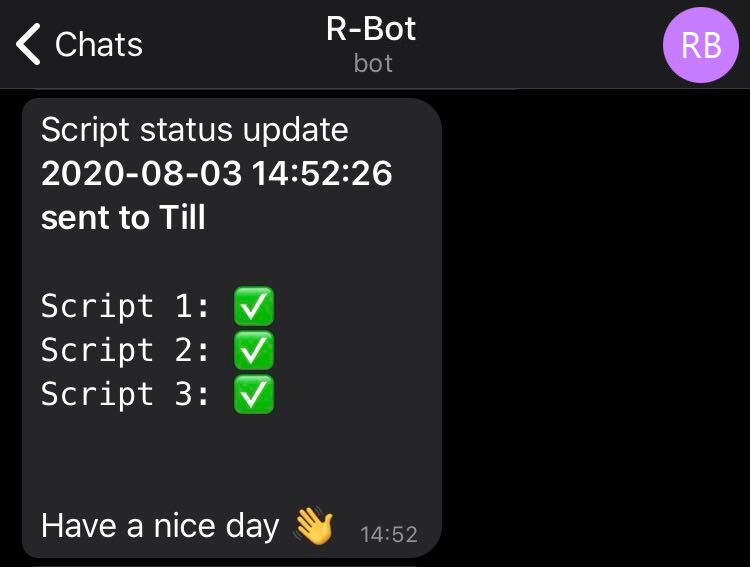 Chats
R-Bot
bot
RB
Script status update
2020-08-03 14:52:26
sent to Till
Script 1: ✅
Script 2: ✅
Script 3: ✅
Have a nice day 👋
14:52